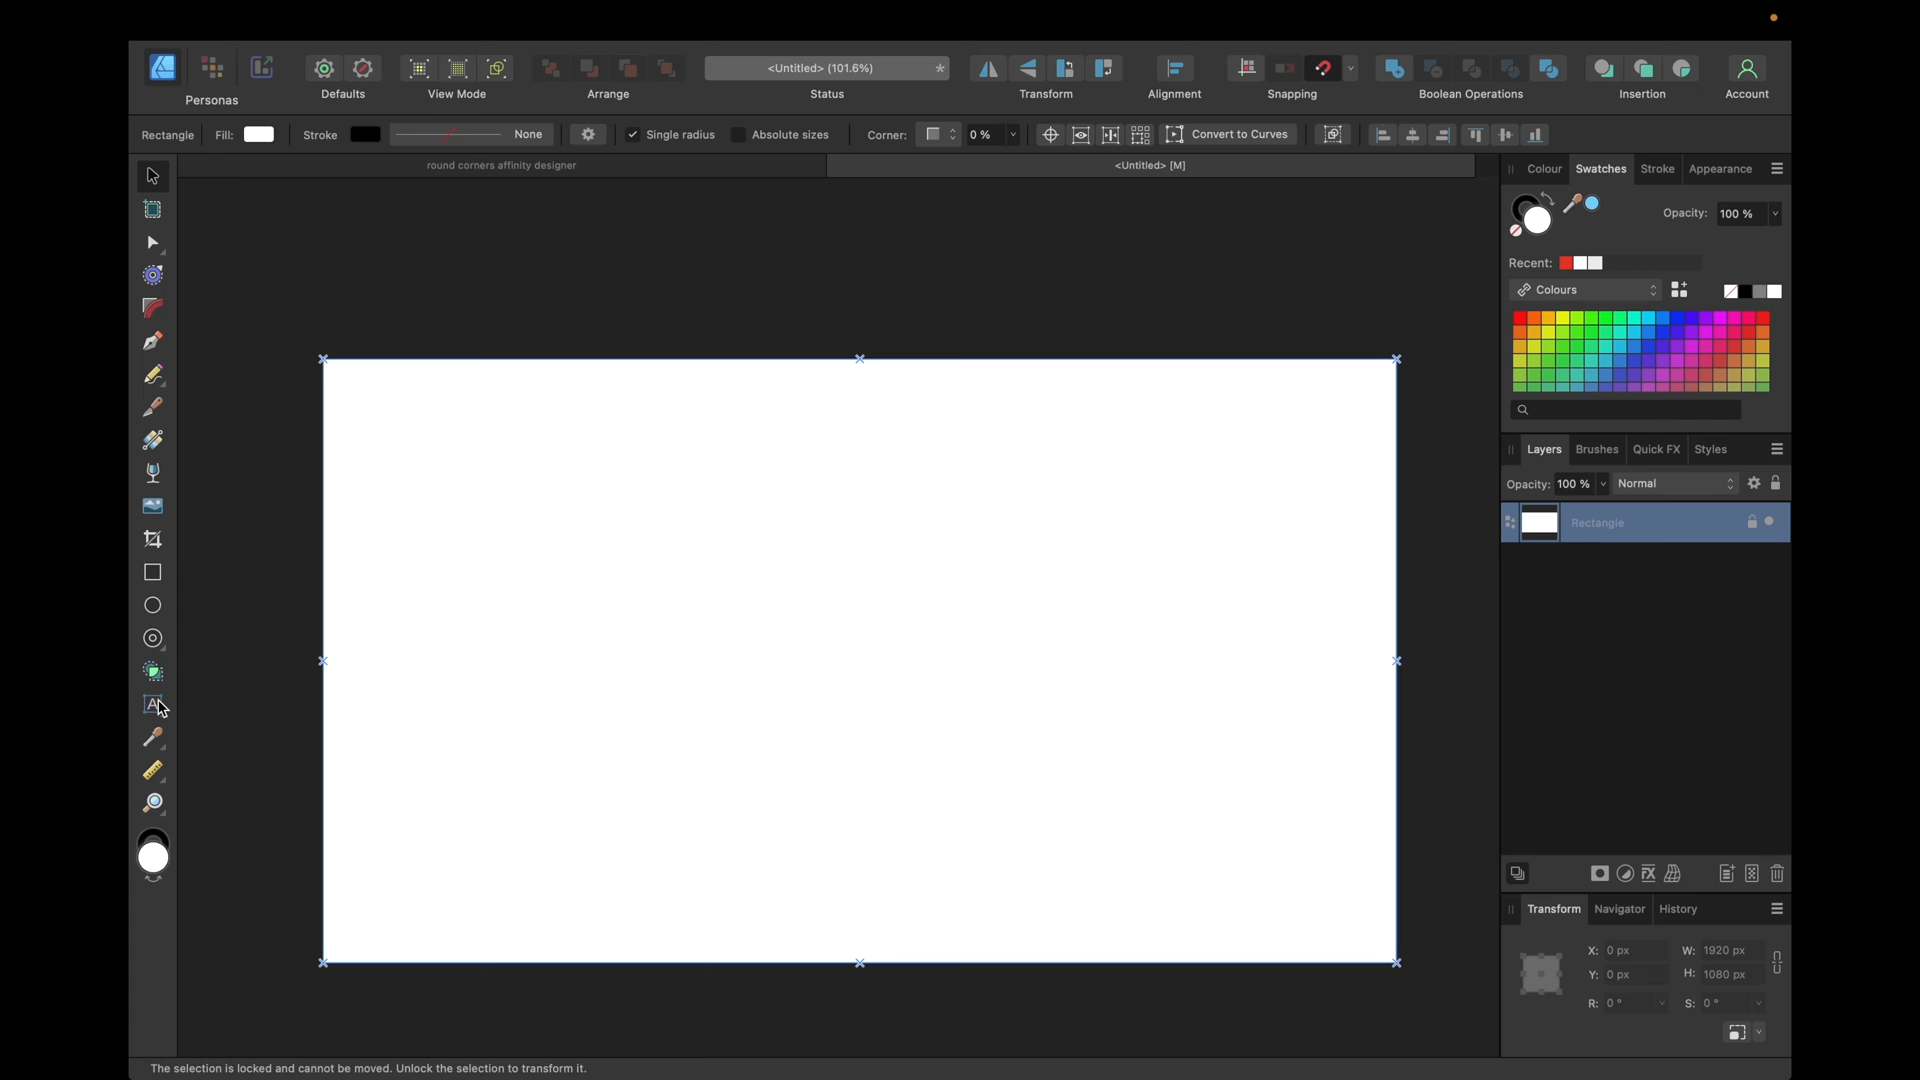 <Untitled> (101.6%)
*
Personas
Defaults
View Mode
Arrange
Status
Transform
Alignment
Snapping
Boolean Operations
Insertion
Account
Rectangle
Fill:
Stroke
None
Single radius
Absolute sizes
Corner:
0 %
Convert to Curves
round corners affinity designer
<Untitled> [M]
Colour
Swatches
Stroke
Appearance
Opacity:
100 %
Recent:
Colours
Layers
Brushes
Quick FX
Styles
Opacity:
100 %
Normal
Rectangle
A
Transform
Navigator
History
X:
0 px
W:
1920 px
Y:
0 px
H:
1080 px
R:
0 °
S:
0 °
The selection is locked and cannot be moved. Unlock the selection to transform it.